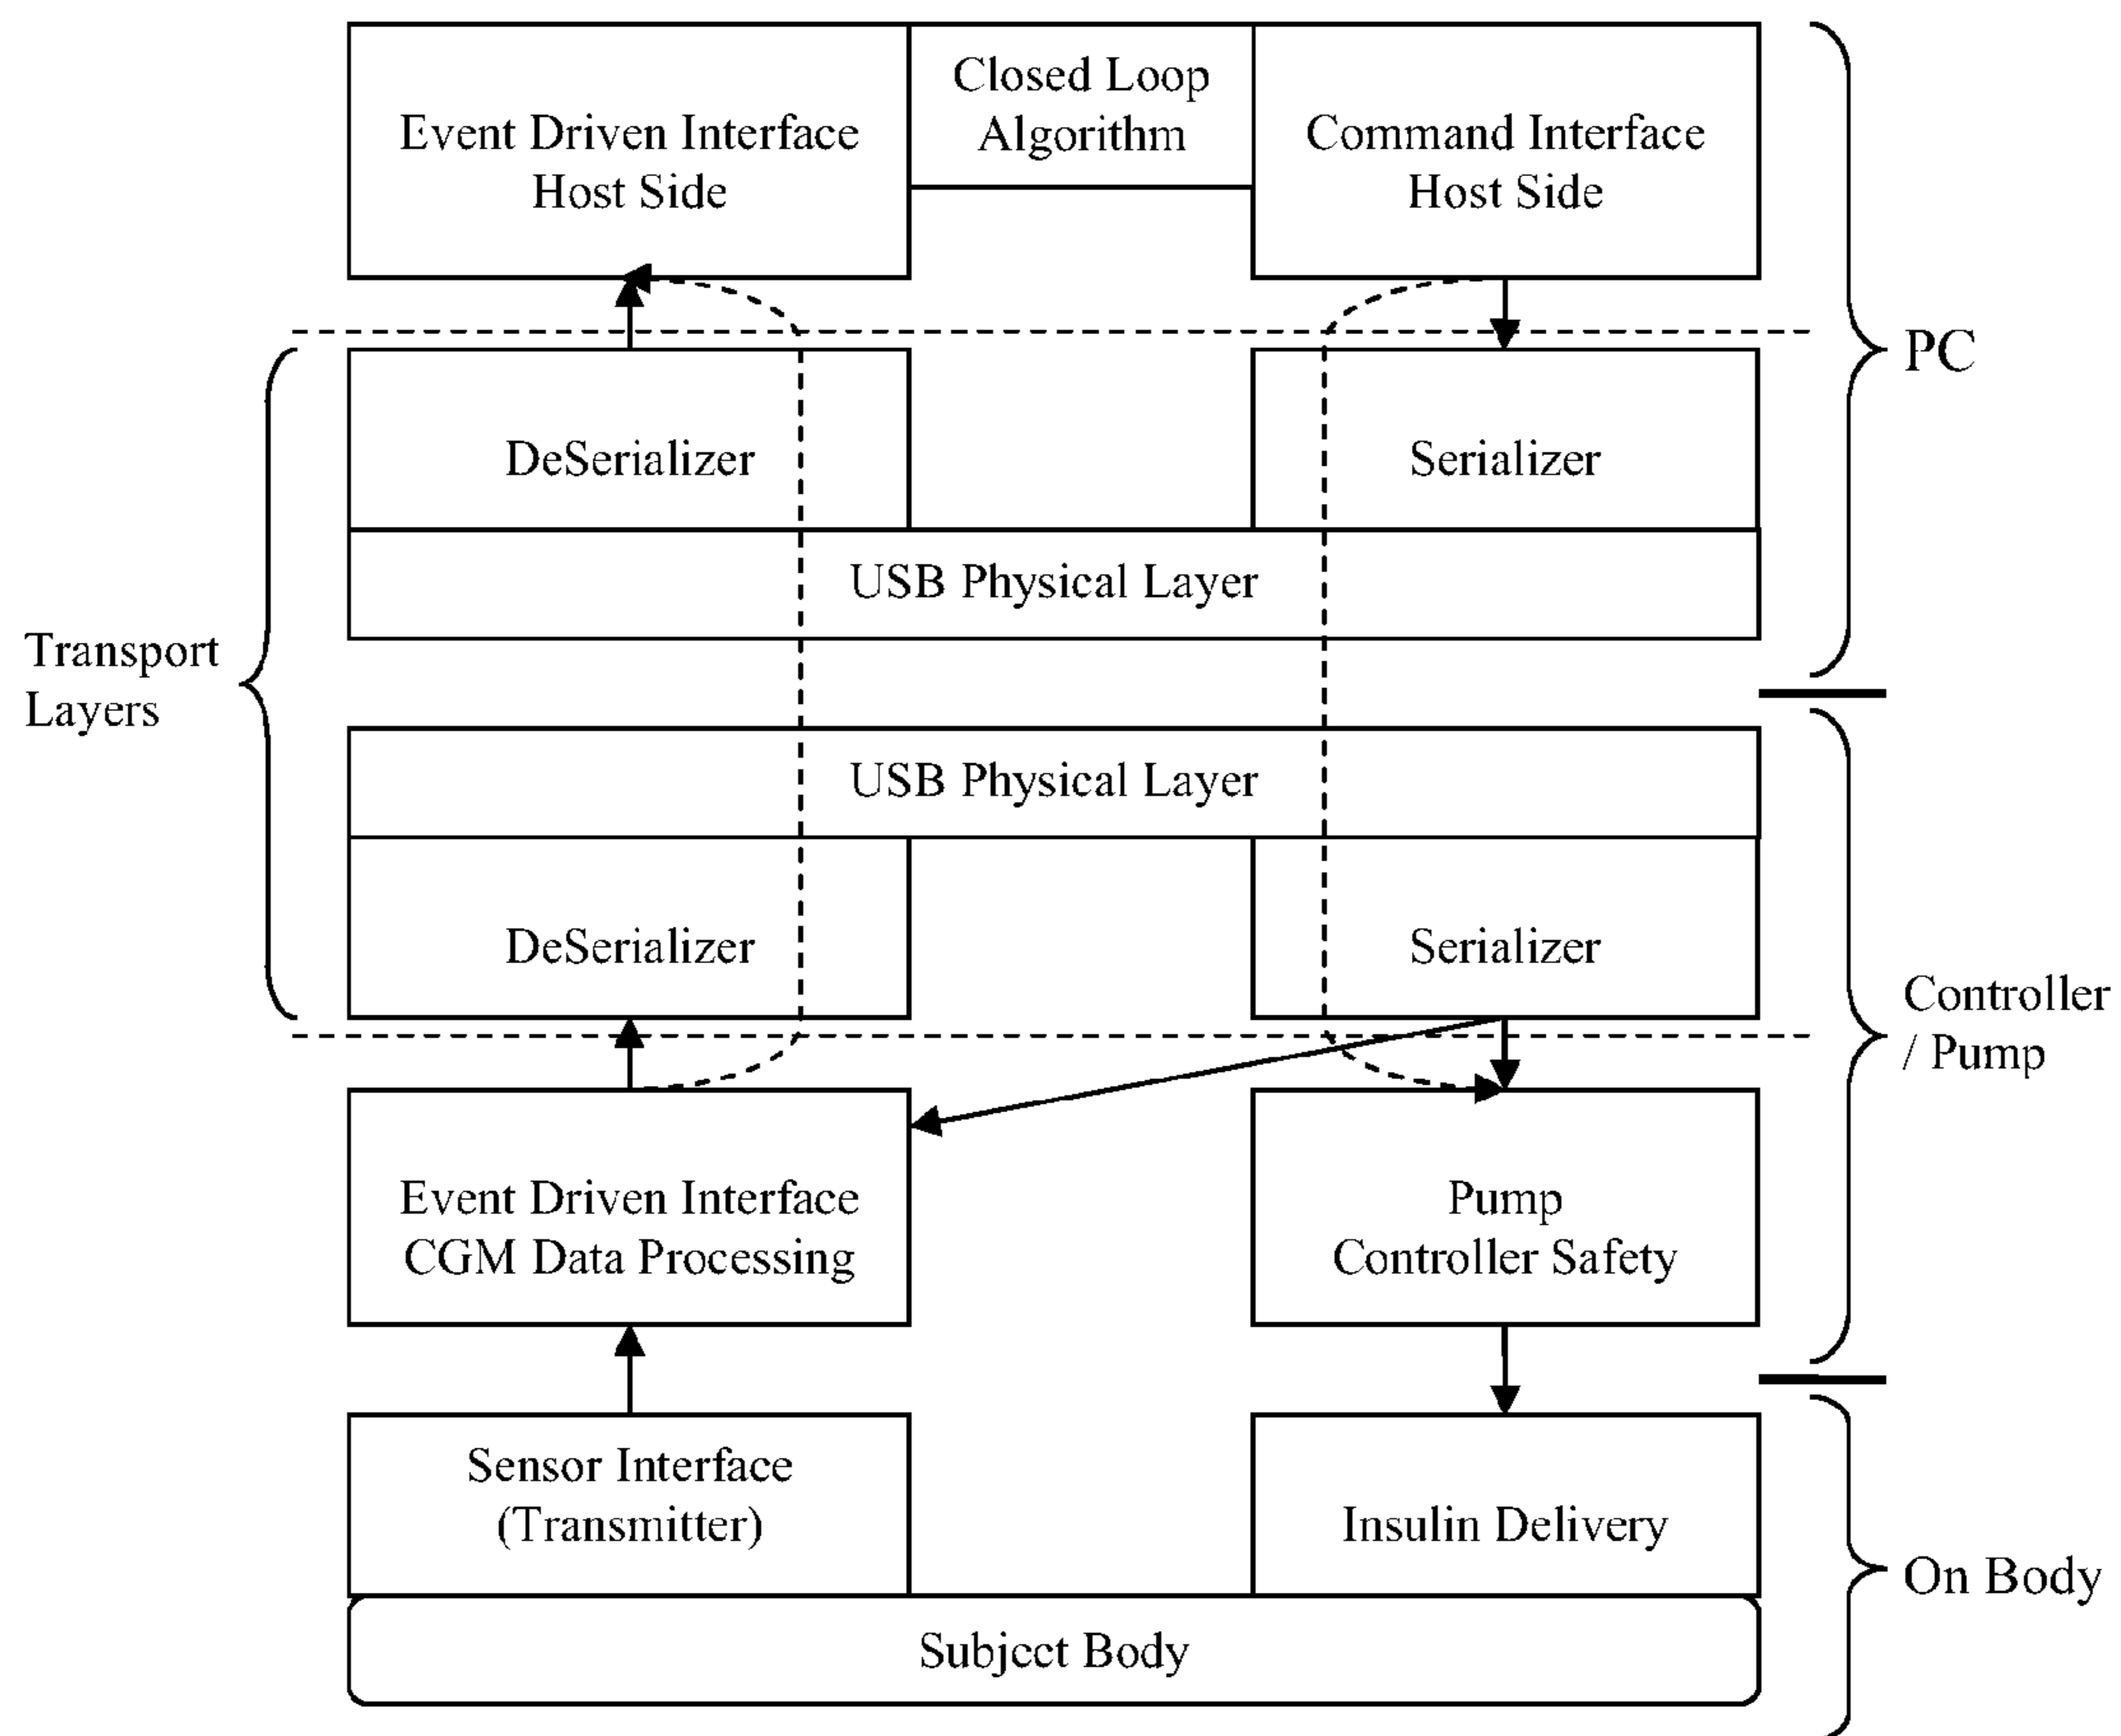 Event Driven Interface
Host Side
Closed Loop
Algorithm
Command Interface
Host Side
PC
DeSerializer
Serializer
USB Physical Layer
Transport
Layers
USB Physical Layer
DeSerializer
Serializer
Controller
/ Pump
Event Driven Interface
CGM Data Processing
Pump
Controller Safety
Sensor Interface
(Transmitter)
Insulin Delivery
On Body
Subject Body